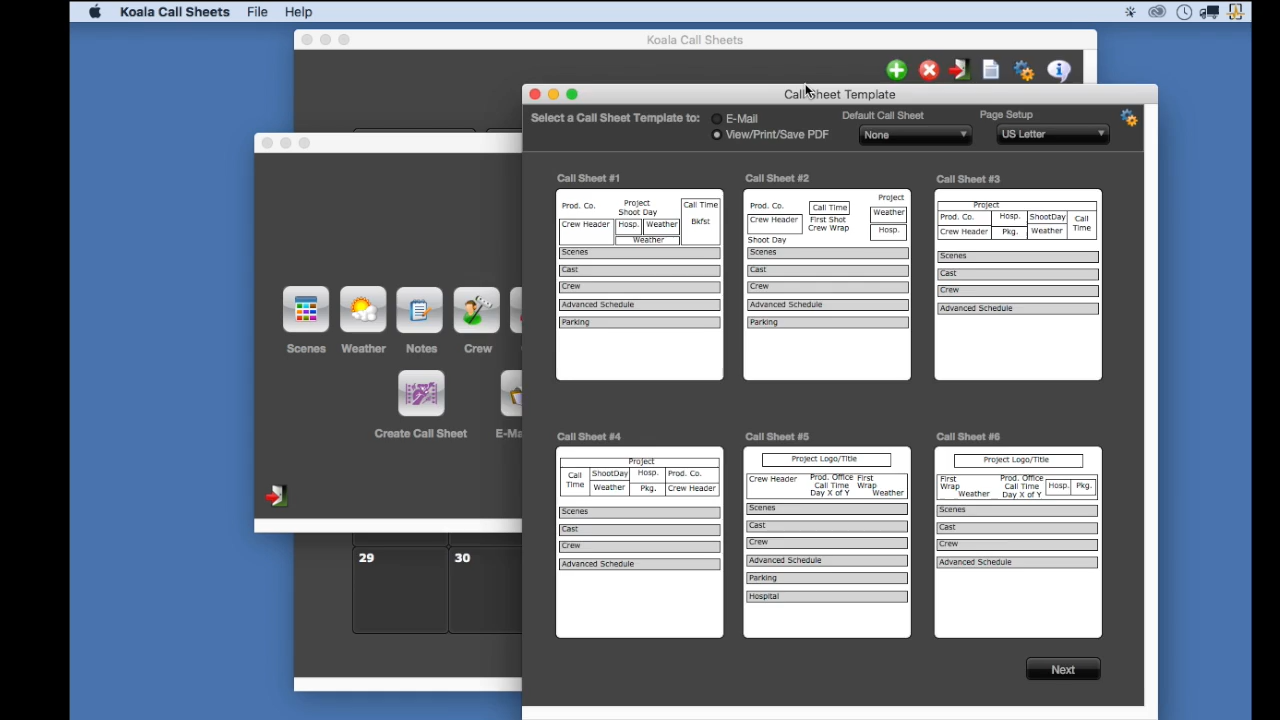 Koala Call Sheets File Help
Koala Call Sheets
Call Sheet Template
Select a Call Sheet Template to:
E-Mail
View/Print/Save PDF
Default Call Sheet
None
Page Setup
US Letter
Call Sheet #1
Prod. Co.
Project
Shoot Day
Call Time
Bkfst
Crew Header
Hosp.
Weather
Weather
Scenes
Cast
Crew
Advanced Schedule
Parking
Call Sheet #2
Prod. Co.
Call Time
Project
Crew Header
First Shot
Crew Wrap
Weather
Hosp.
Shoot Day
Scenes
Cast
Crew
Advanced Schedule
Parking
Call Sheet #3
Project
Prod. Co.
Hosp.
ShootDay
Call
Time
Crew Header
Pkg.
Weather
Scenes
Cast
Crew
Advanced Schedule
Scenes
Weather
Notes
Crew
Create Call Sheet
E-Ma
29
30
Call Sheet #4
Project
Call
Time
ShootDay
Hosp.
Prod. Co.
Weather
Pkg.
Crew Header
Scenes
Cast
Crew
Advanced Schedule
Call Sheet #5
Project Logo/Title
Crew Header
Prod. Office
Call Time
Day X of Y
First
Wrap
Weather
Scenes
Cast
Crew
Advanced Schedule
Parking
Hospital
Call Sheet #6
Project Logo/Title
First
Wrap
Weather
Prod. Office
Call Time
Day X of Y
Hosp.
Pkg.
Scenes
Cast
Crew
Advanced Schedule
Next